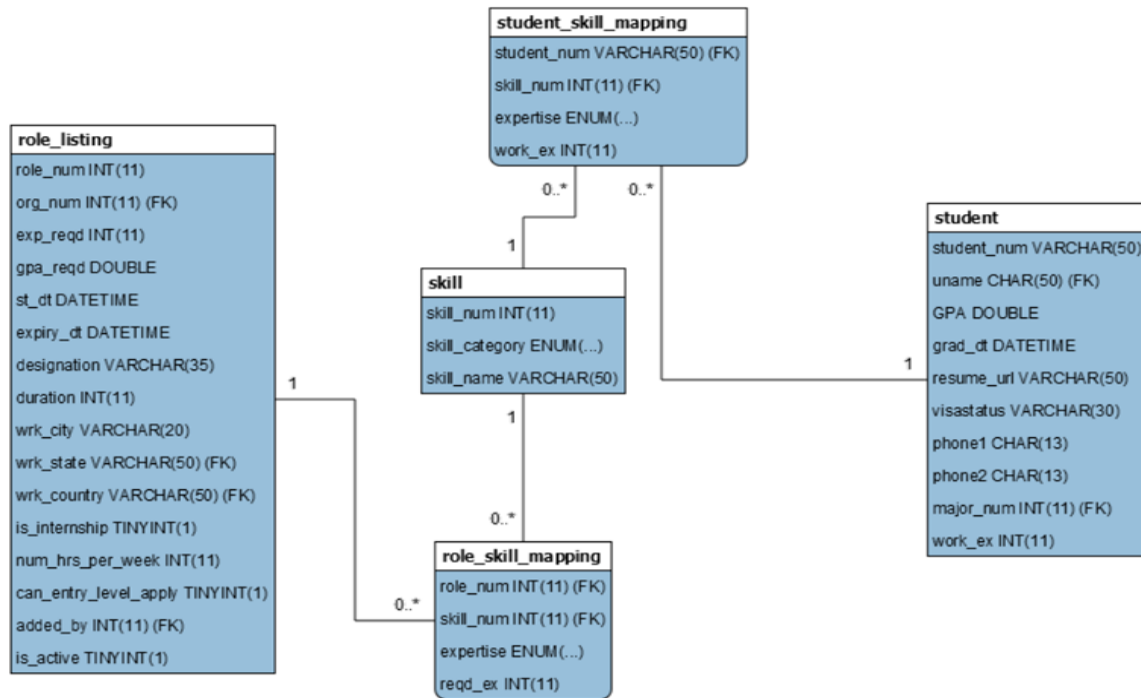 student_skill_mapping
student_num VARCHAR(50) (FK)
skill_num INT(11) (FK)
expertise ENUM(...)
work_ex INT(11)
role_listing
role_num INT(11)
org_num INT(11) (FK)
exp_reqd INT(11)
gpa_reqd DOUBLE
st_dt DATETIME
expiry_dt DATETIME
designation VARCHAR(35)
duration INT(11)
wrk_city VARCHAR(20)
wrk_state VARCHAR(50) (FK)
wrk_country VARCHAR(50) (FK)
is_internship TINYINT(1)
num_hrs_per_week INT(11)
can_entry_level_apply TINYINT(1)
added_by INT(11) (FK)
is_active TINYINT(1)
0..*
0..*
1
skill
skill_num INT(11)
skill_category ENUM(...)
skill_name VARCHAR(50)
student
student_num VARCHAR(50)
uname CHAR(50) (FK)
GPA DOUBLE
grad_dt DATETIME
resume_url VARCHAR(50)
visastatus VARCHAR(30)
phone1 CHAR(13)
phone2 CHAR(13)
major_num INT(11) (FK)
work_ex INT(11)
1
1
1
0..*
0..*
role_skill_mapping
role_num INT(11) (FK)
skill_num INT(11) (FK)
expertise ENUM(...)
reqd_ex INT(11)